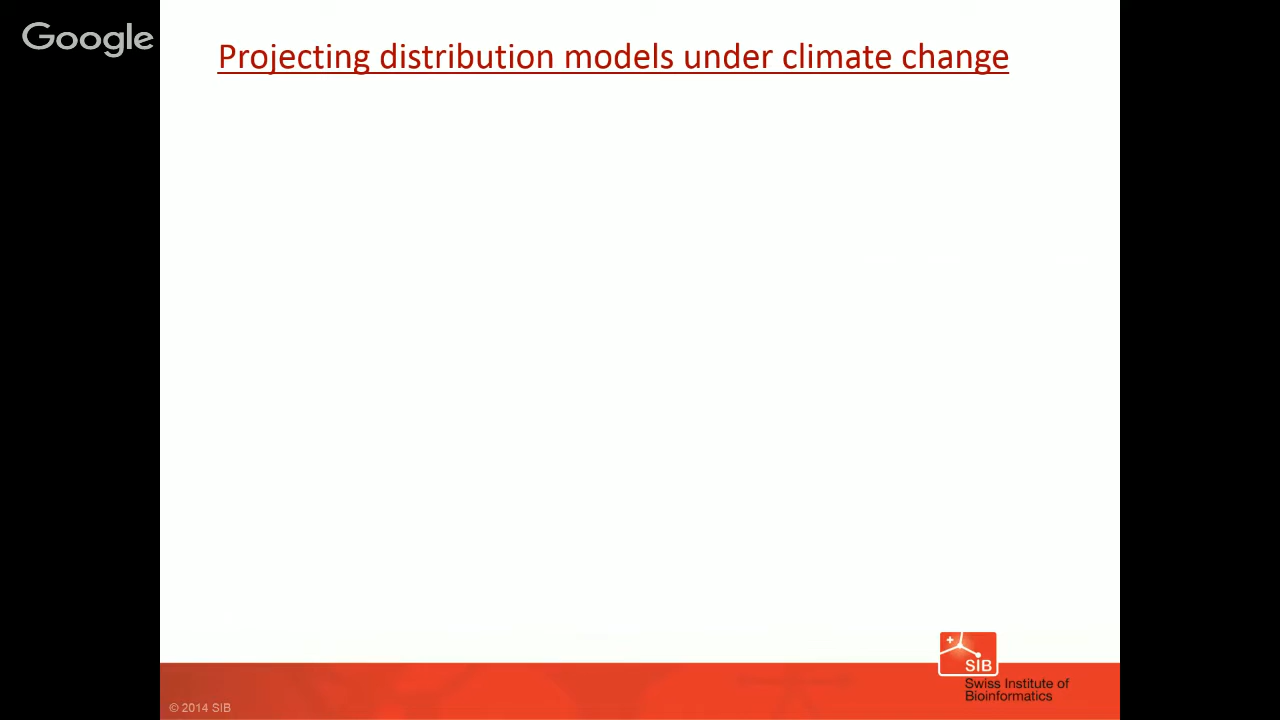 Google
Projecting distribution models under climate change
SIB
Swiss Institute of
Bioinformatics
© 2014 SIB